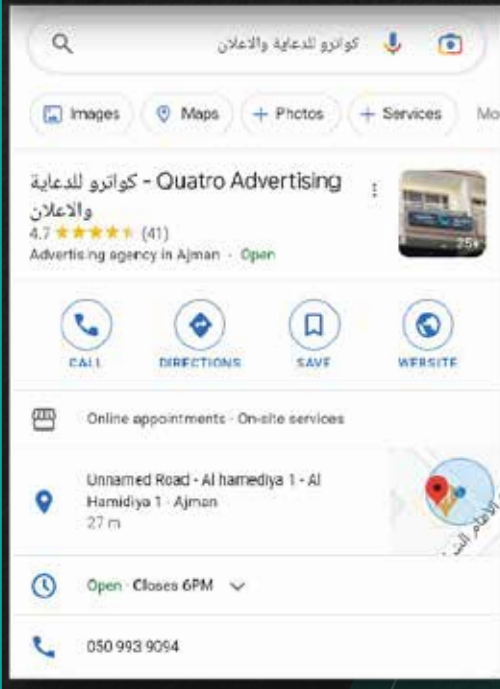 كواترو للدعاية والاعلان
Images Maps + Photos + Services Mo
Quatro Advertising - كواترو للدعاية
والاعلان
4.7 (41)
Advertising agency in Ajman · Open
25+
CALL DIRECTIONS SAVE WEBSITE
Online appointments · On-site services
Unnamed Road - Al hamediya 1 - Al
Hamidiya 1 · Ajman
27 m
الامام
Open · Closes 6PM
050 993 9094